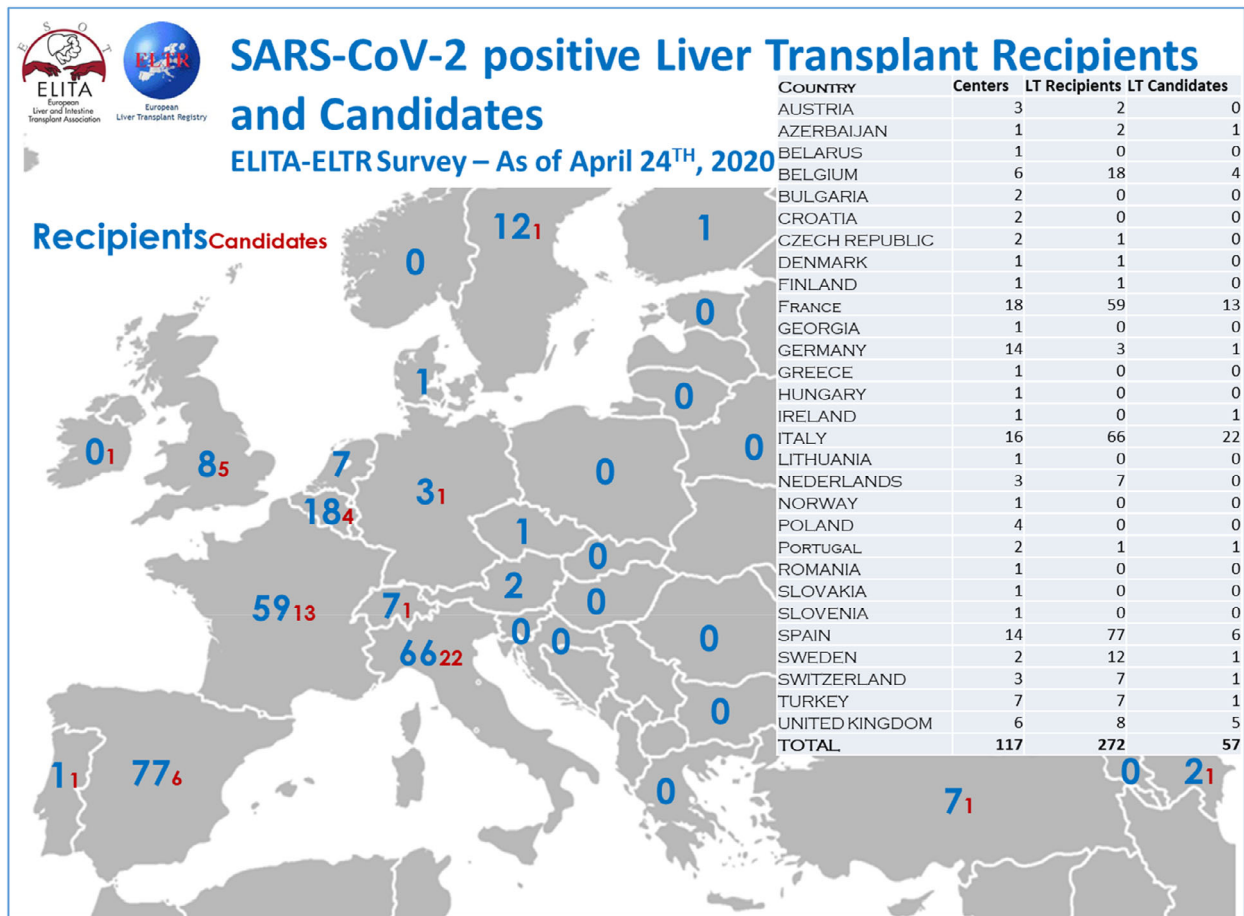 E S O T
ELITA
European
Liver and Intestine
Transplant Association
ELTR
European
Liver Transplant Registry
SARS-CoV-2 positive Liver Transplant Recipients
and Candidates
ELITA-ELTR Survey – As of April 24TH, 2020
COUNTRY Centers LT Recipients LT Candidates
AUSTRIA 3 2 0
AZERBAIJAN 1 2 1
BELARUS 1 0 0
BELGIUM 6 18 4
BULGARIA 2 0 0
CROATIA 2 0 0
CZECH REPUBLIC 2 1 0
DENMARK 1 1 0
FINLAND 1 1 0
FRANCE 18 59 13
GEORGIA 1 0 0
GERMANY 14 3 1
GREECE 1 0 0
HUNGARY 1 0 0
IRELAND 1 0 1
ITALY 16 66 22
LITHUANIA 1 0 0
NEDERLANDS 3 7 0
NORWAY 1 0 0
POLAND 4 0 0
PORTUGAL 2 1 1
ROMANIA 1 0 0
SLOVAKIA 1 0 0
SLOVENIA 1 0 0
SPAIN 14 77 6
SWEDEN 2 12 1
SWITZERLAND 3 7 1
TURKEY 7 7 1
UNITED KINGDOM 6 8 5
TOTAL 117 272 57
Recipients Candidates
12 1
1
0
0
1
0
0 1
8 5
7
0
0
3 1
18 4
1
0
2
0
59 13
7 1
0
0
0
66 22
0
1 1
77 6
0
7 1
0
2 1